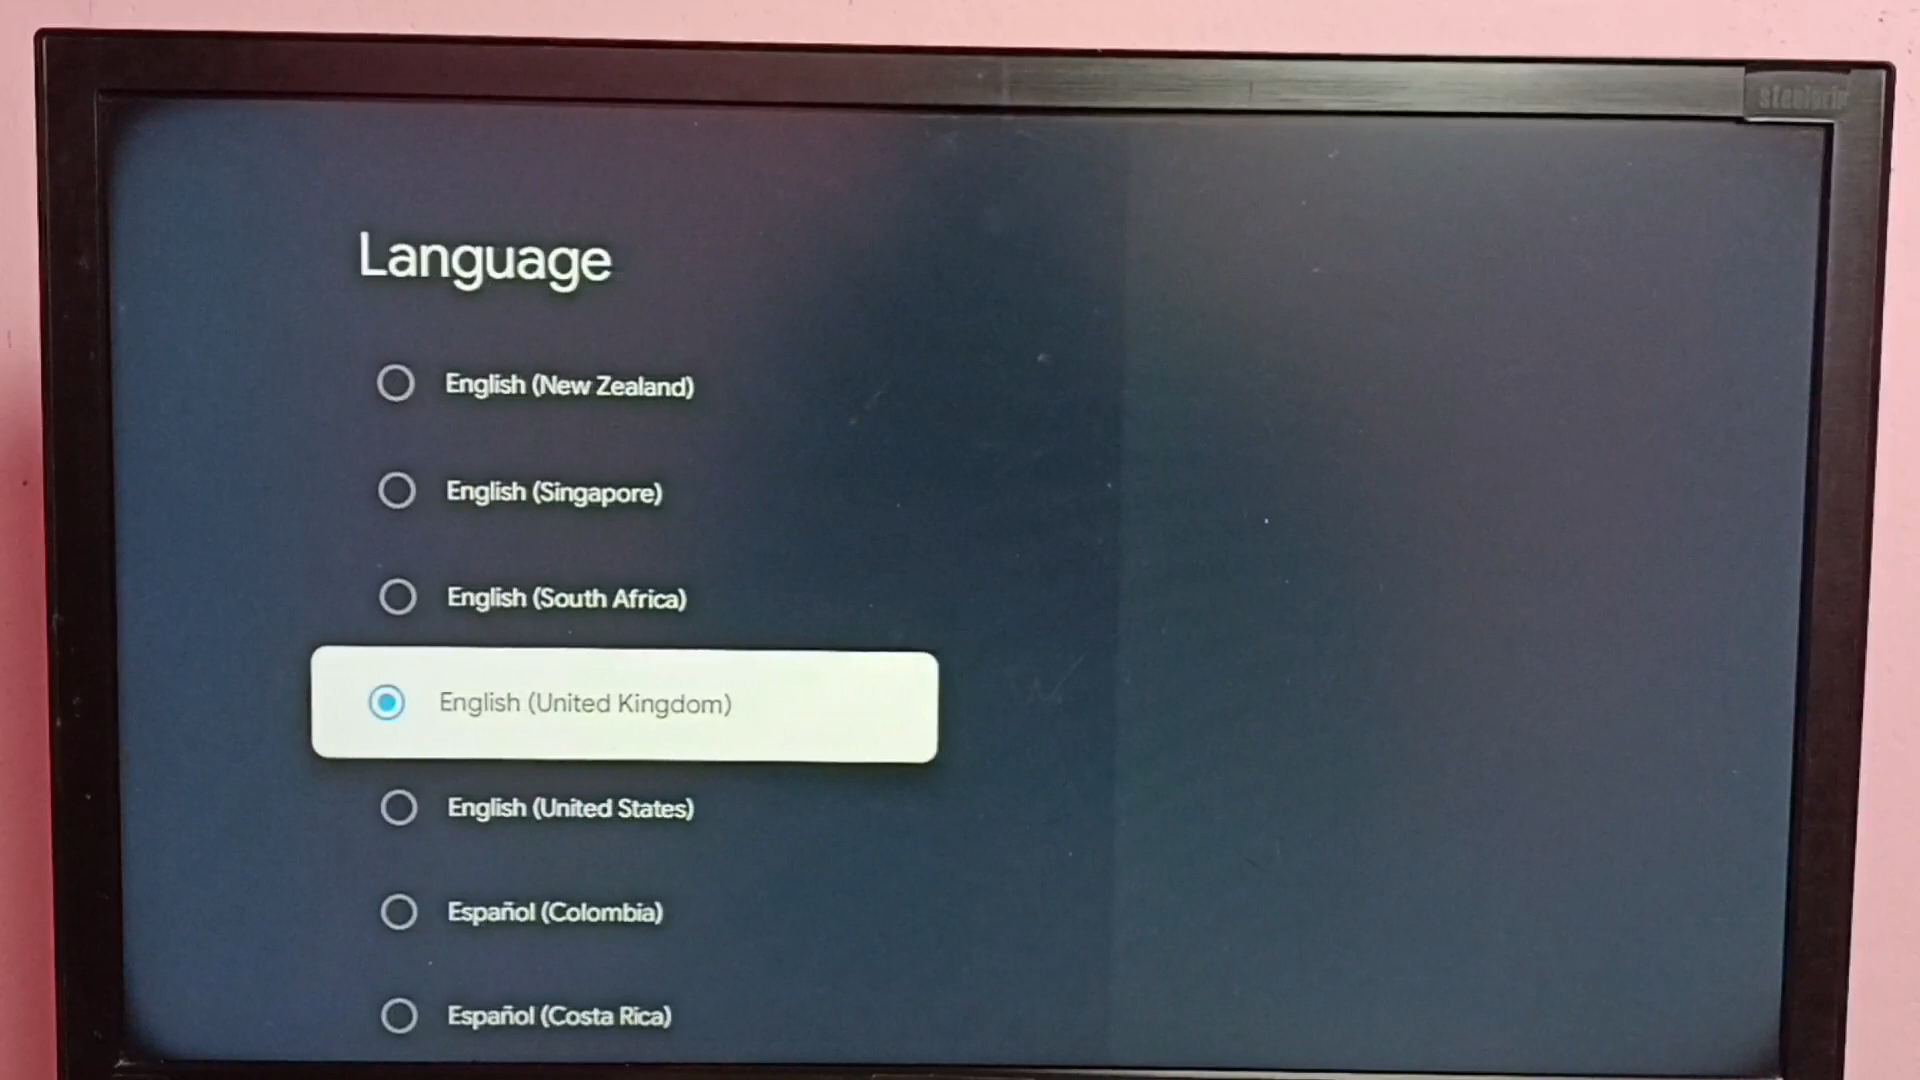 Language
English (New Zealand)
English (Singapore)
English (South Africa)
English (United Kingdom)
English (United States)
Español (Colombia)
Español (Costa Rica)